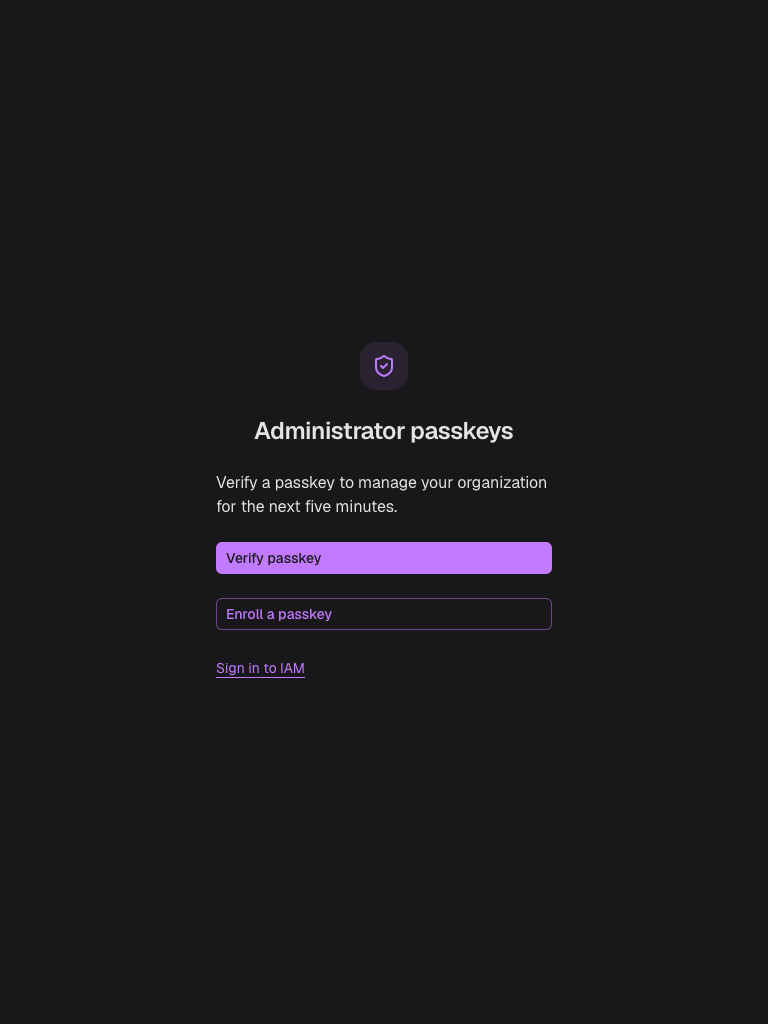 Administrator passkeys
Verify a passkey to manage your organization
for the next five minutes.
Verify passkey
Enroll a passkey
Sign in to IAM